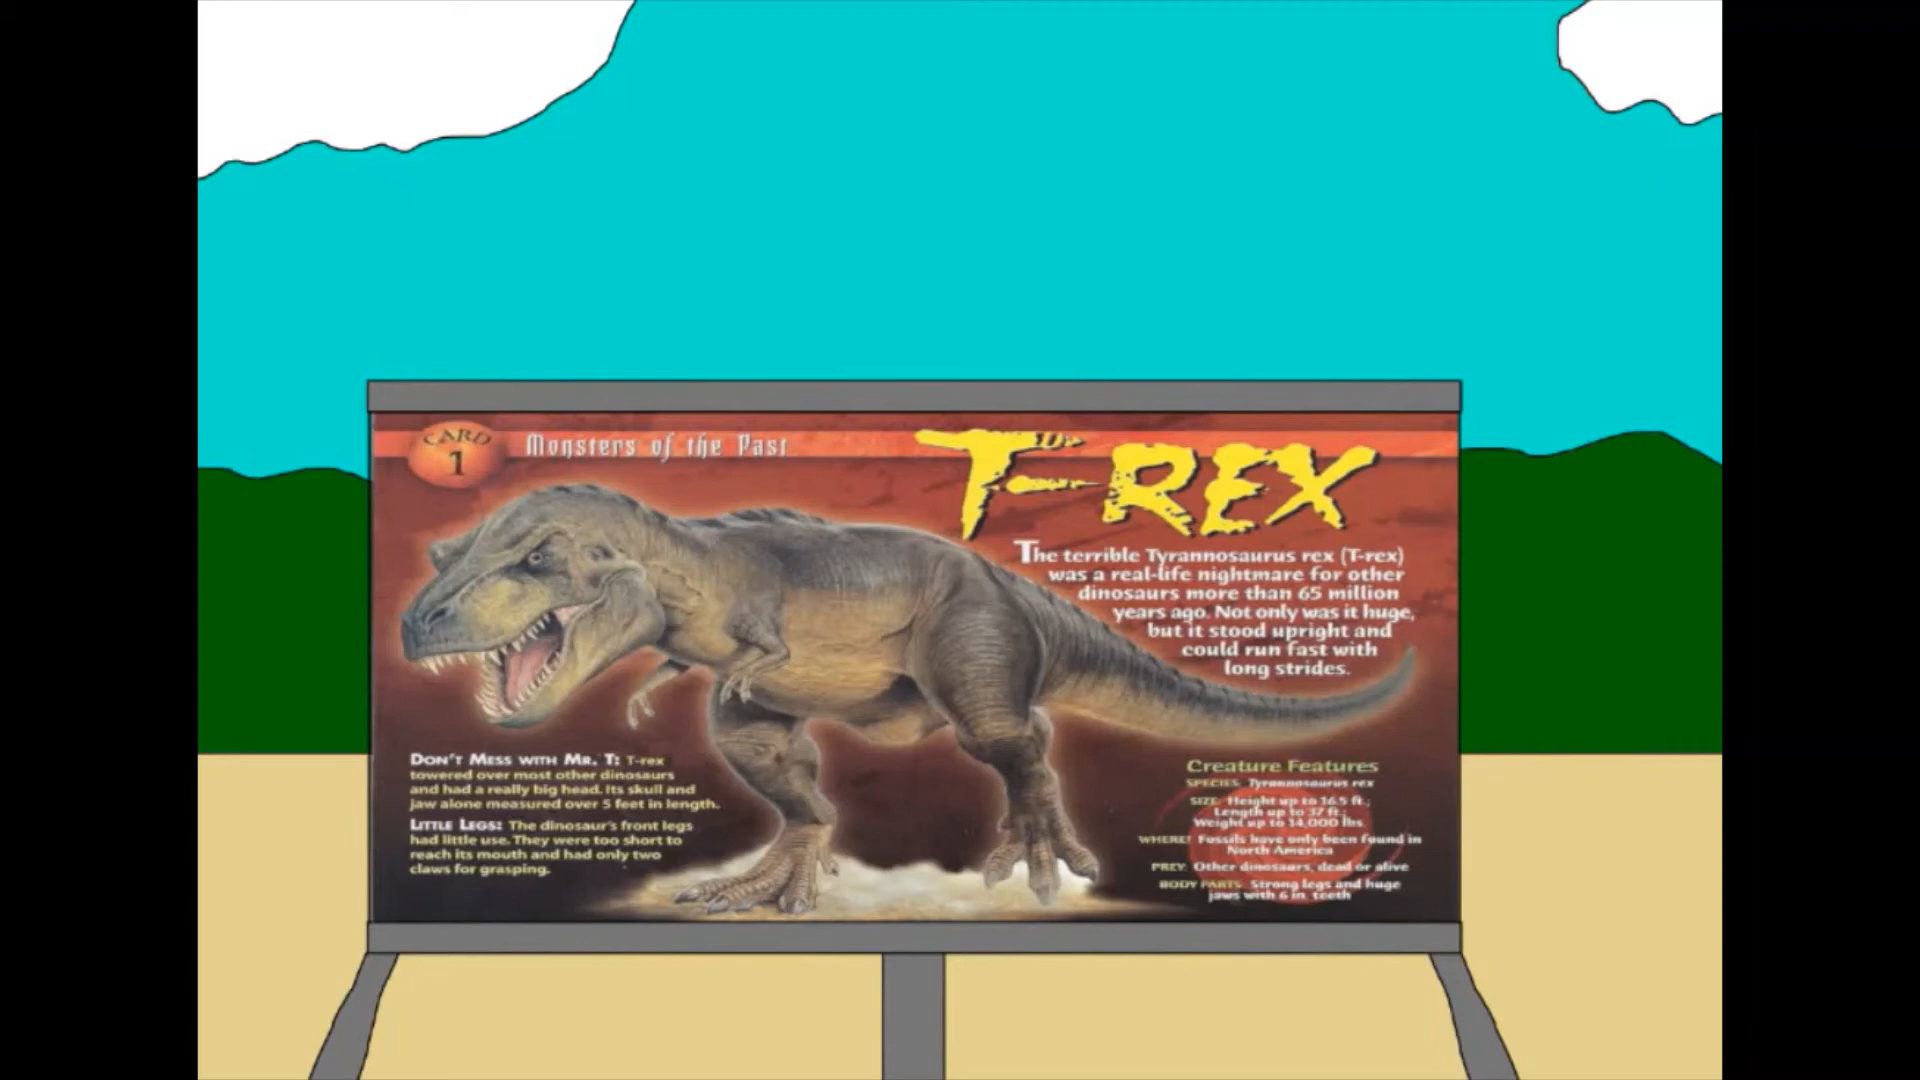 CARD
1
Monsters of the Past
T-REX
The terrible Tyrannosaurus rex (T-rex)
was a real-life nightmare for other
dinosaurs more than 65 million
years ago. Not only was it huge,
but it stood upright and
could run fast with
long strides.
DON'T MESS WITH MR. T: T-rex
towered over most other dinosaurs
and had a really big head. Its skull and
jaw alone measured over 5 feet in length.
LITTLE LEGS: The dinosaur's front legs
had little use. They were too short to
reach its mouth and had only two
claws for grasping.
Creature Features
SPECIES: Tyrannosaurus rex
SIZE: Height up to 16.5 ft.;
Length up to 37 ft.;
Weight up to 14,000 lbs.
WHERE: Fossils have only been found in
North America
PREY: Other dinosaurs, dead or alive
BODY PARTS: Strong legs and huge
jaws with 6 in. teeth